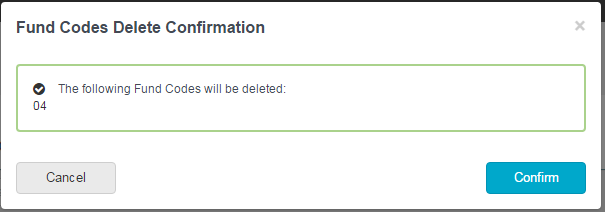 Fund Codes Delete Confirmation
×
The following Fund Codes will be deleted:
04
Cancel
Confirm